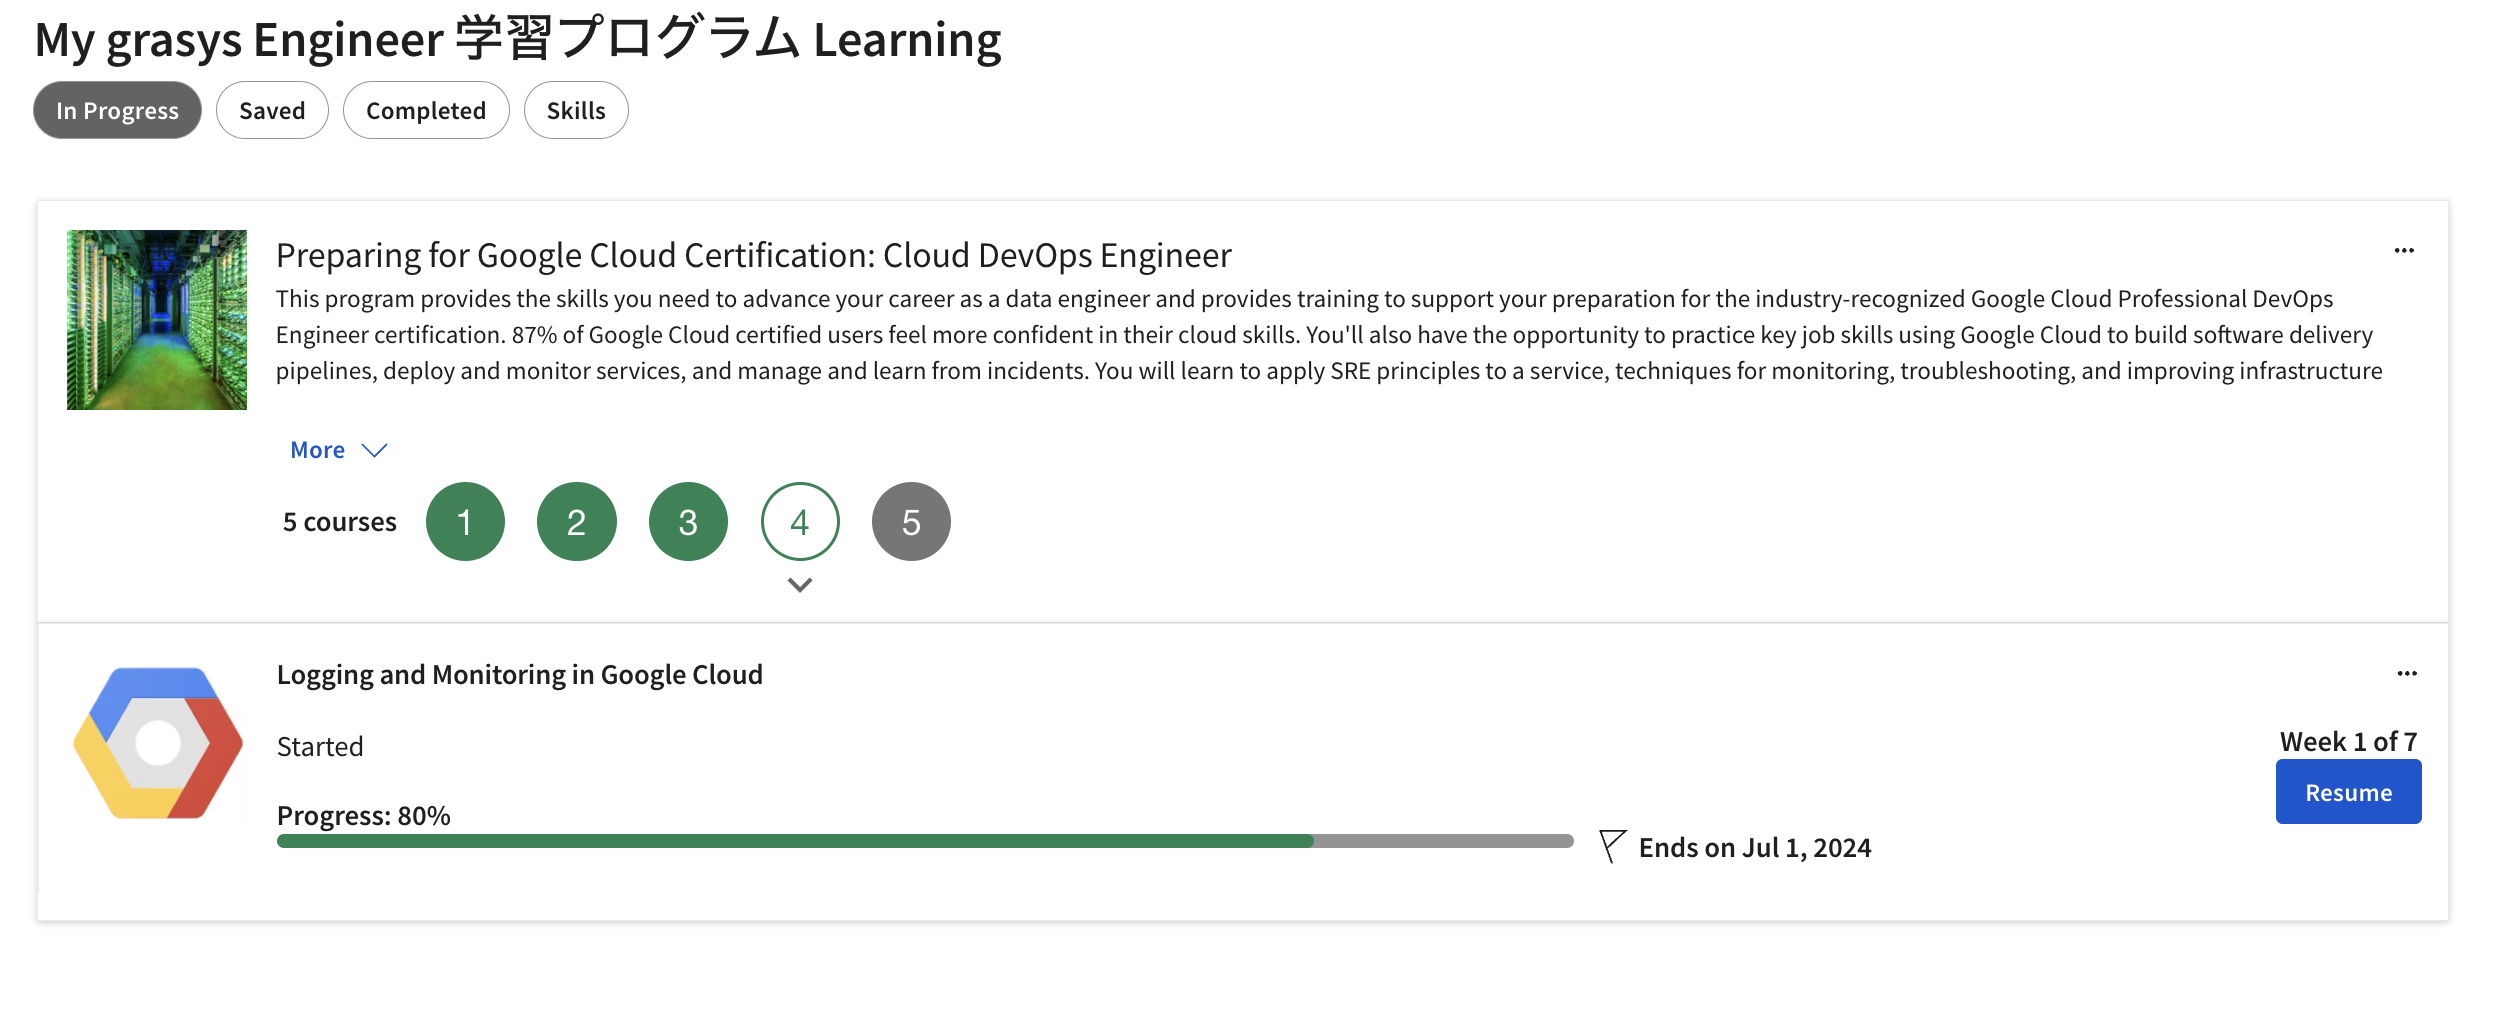 My grasys Engineer 学習プログラム Learning
In Progress Saved Completed Skills
Preparing for Google Cloud Certification: Cloud DevOps Engineer
This program provides the skills you need to advance your career as a data engineer and provides training to support your preparation for the industry-recognized Google Cloud Professional DevOps
Engineer certification. 87% of Google Cloud certified users feel more confident in their cloud skills. You'll also have the opportunity to practice key job skills using Google Cloud to build software delivery
pipelines, deploy and monitor services, and manage and learn from incidents. You will learn to apply SRE principles to a service, techniques for monitoring, troubleshooting, and improving infrastructure
More
5 courses 1 2 3 4 5
Logging and Monitoring in Google Cloud
Started
Week 1 of 7
Resume
Progress: 80%
Ends on Jul 1, 2024